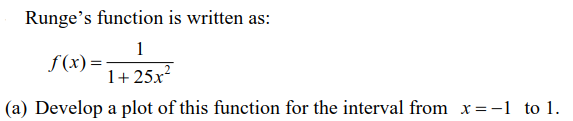 Runge's function is written as:
f(x) = 1 / (1 + 25x²)
(a) Develop a plot of this function for the interval from x = −1 to 1.